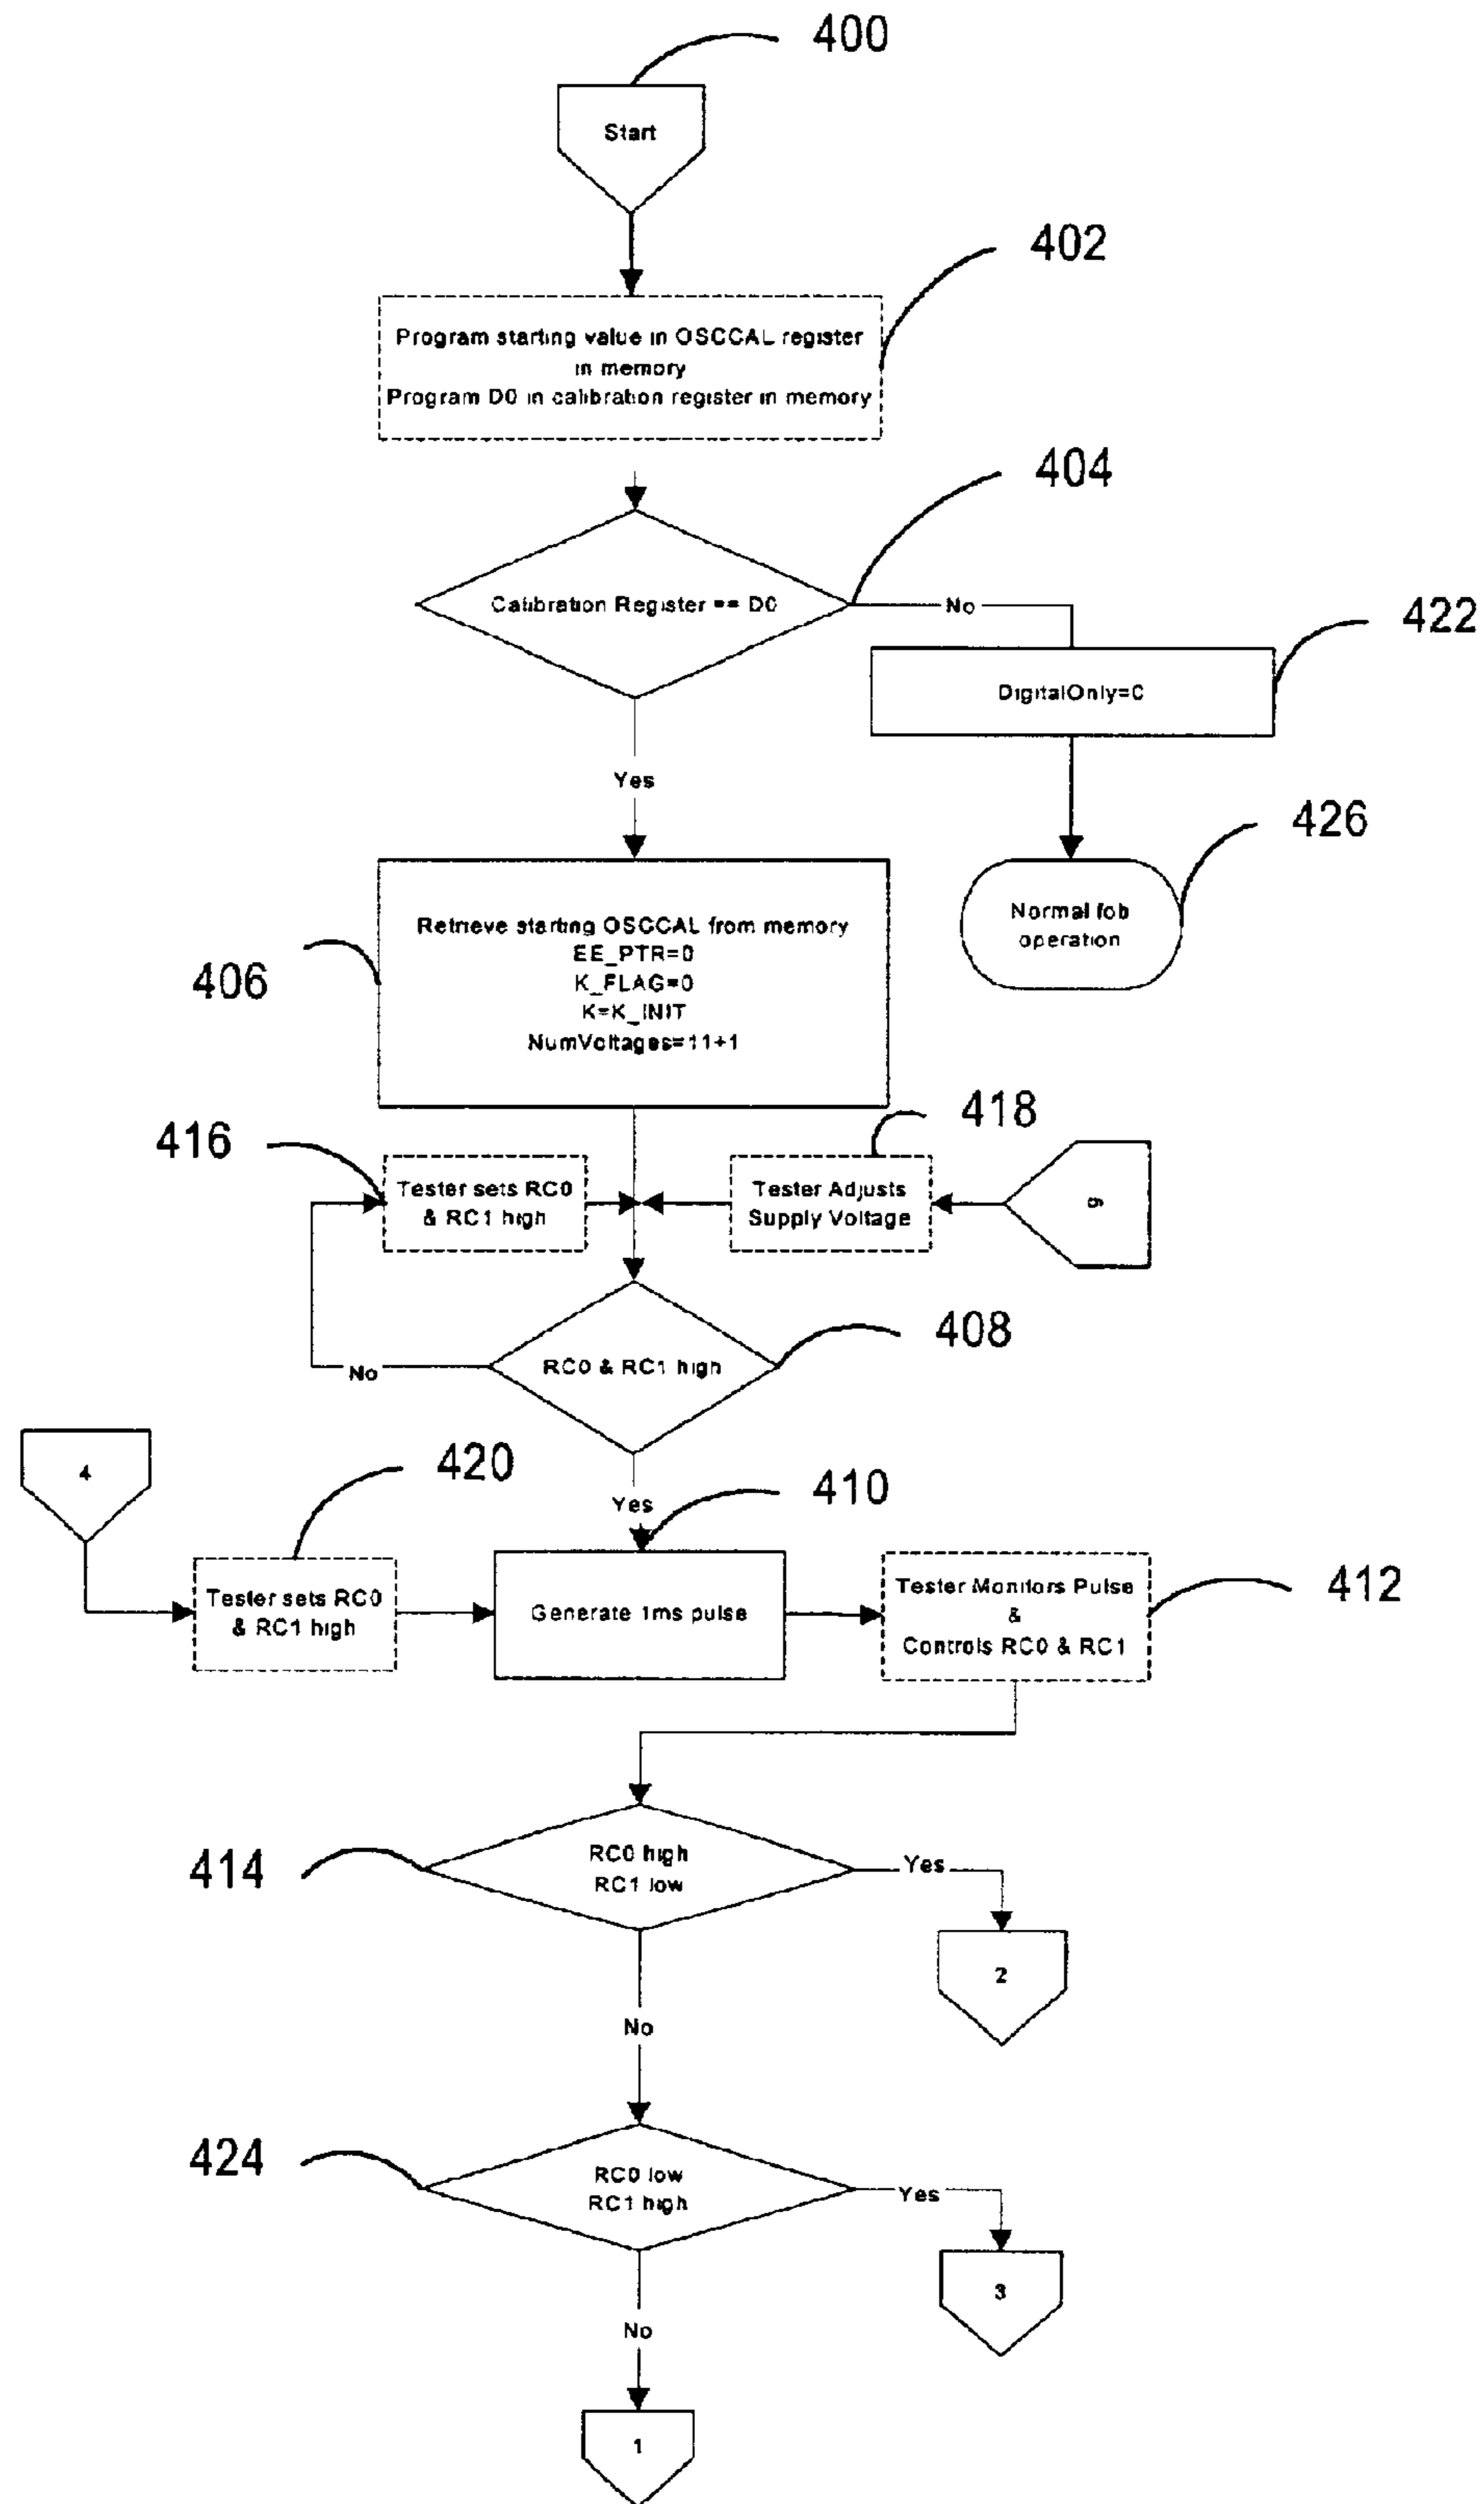 400
Start
402
Program starting value in OSCCAL register
in memory
Program D0 in calibration register in memory
404
Calibration Register == D0
No
422
DigitalOnly=0
Yes
426
Normal fob
operation
406
Retrieve starting OSCCAL from memory
EE_PTR=0
K_FLAG=0
K=K_INIT
NumVoltages=11+1
416
418
Tester sets RC0
& RC1 high
Tester Adjusts
Supply Voltage
408
RC0 & RC1 high
No
4
420
Yes
410
Tester sets RC0
& RC1 high
Generate 1ms pulse
Tester Monitors Pulse
&
Controls RC0 & RC1
412
414
RC0 high
RC1 low
Yes
2
No
424
RC0 low
RC1 high
Yes
3
No
1